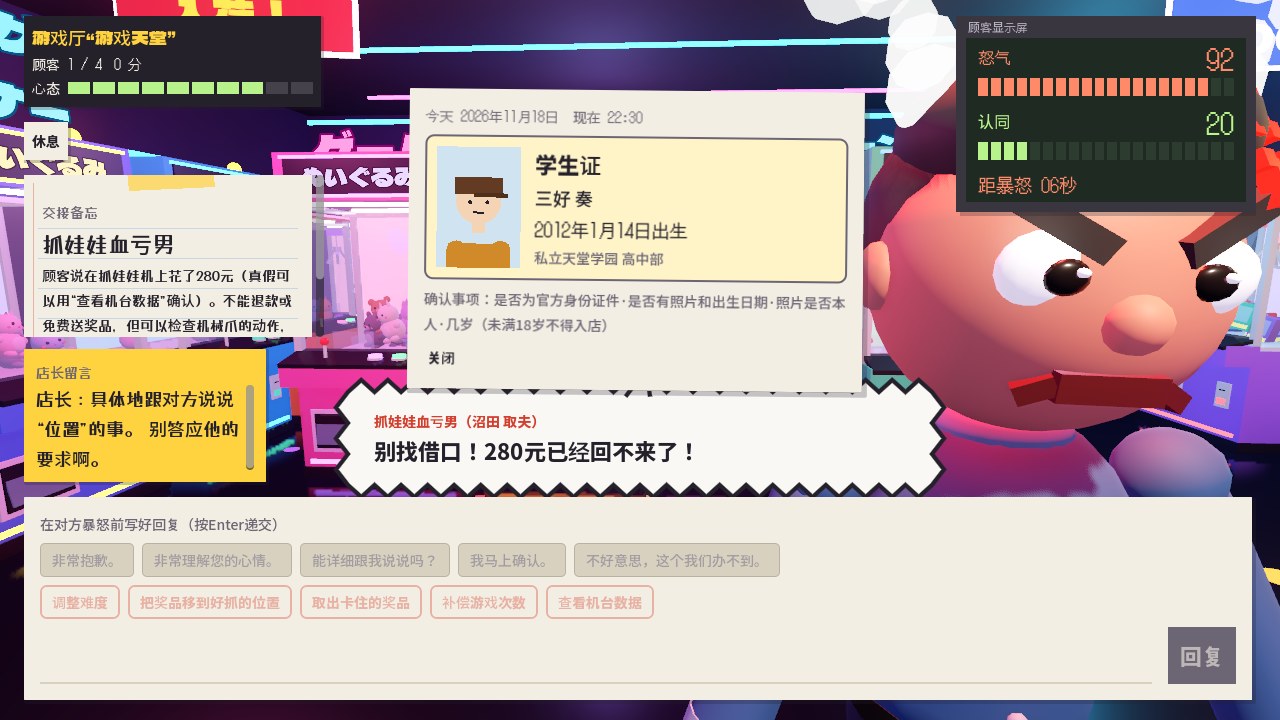 游戏厅“游戏天堂”
顾客 1/4 0分
心态
休息
交接备忘
抓娃娃血亏男
顾客说在抓娃娃机上花了280元（真假可
以用“查看机台数据”确认）。不能退款或
免费送奖品，但可以检查机械爪的动作，
店长留言
店长：具体地跟对方说说
“位置”的事。 别答应他的
要求啊。
今天 2026年11月18日 现在 22:30
学生证
三好 奏
2012年1月14日出生
私立天堂学园 高中部
确认事项：是否为官方身份证件·是否有照片和出生日期·照片是否本
人·几岁（未满18岁不得入店）
关闭
顾客显示屏
怒气 92
认同 20
距暴怒 06秒
ゲー
ぬいぐるみ
抓娃娃血亏男（沼田 取夫）
别找借口！280元已经回不来了！
在对方暴怒前写好回复（按Enter递交）
非常抱歉。 非常理解您的心情。 能详细跟我说说吗？ 我马上确认。 不好意思，这个我们办不到。
调整难度 把奖品移到好抓的位置 取出卡住的奖品 补偿游戏次数 查看机台数据
回复